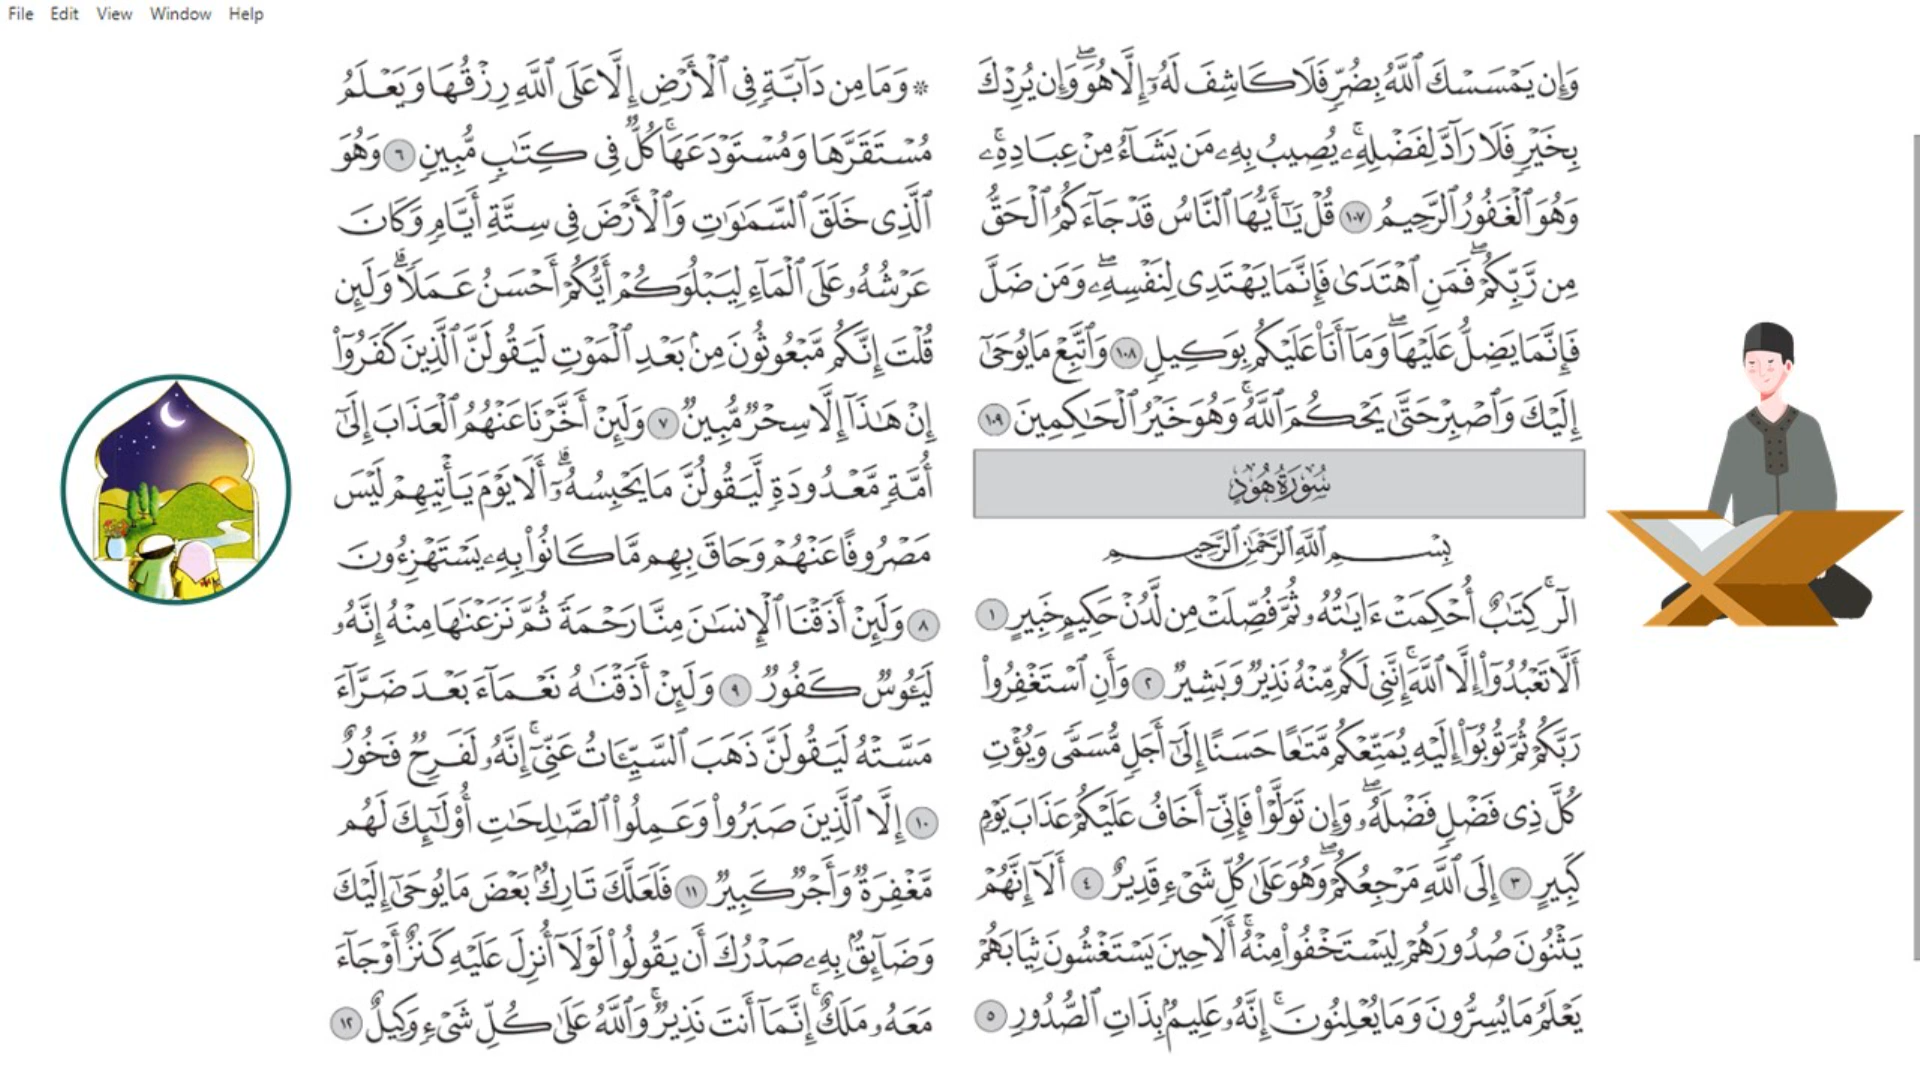 File Edit View Window Help
وَإِن يَمْسَسْكَ ٱللَّهُ بِضُرٍّ فَلَا كَاشِفَ لَهُۥٓ إِلَّا هُوَۖ وَإِن يُرِدْكَ
بِخَيْرٍ فَلَا رَآدَّ لِفَضْلِهِۦۚ يُصِيبُ بِهِۦ مَن يَشَآءُ مِنْ عِبَادِهِۦۚ
وَهُوَ ٱلْغَفُورُ ٱلرَّحِيمُ ١٠٧ قُلْ يَـٰٓأَيُّهَا ٱلنَّاسُ قَدْ جَآءَكُمُ ٱلْحَقُّ
مِن رَّبِّكُمْۖ فَمَنِ ٱهْتَدَىٰ فَإِنَّمَا يَهْتَدِى لِنَفْسِهِۦۖ وَمَن ضَلَّ
فَإِنَّمَا يَضِلُّ عَلَيْهَاۖ وَمَآ أَنَا۠ عَلَيْكُم بِوَكِيلٍ ١٠٨ وَٱتَّبِعْ مَا يُوحَىٰٓ
إِلَيْكَ وَٱصْبِرْ حَتَّىٰ يَحْكُمَ ٱللَّهُۚ وَهُوَ خَيْرُ ٱلْحَـٰكِمِينَ ١٠٩
سُورَةُ هُودٍ
بِسْمِ ٱللَّهِ ٱلرَّحْمَـٰنِ ٱلرَّحِيمِ
الٓرۚ كِتَـٰبٌ أُحْكِمَتْ ءَايَـٰتُهُۥ ثُمَّ فُصِّلَتْ مِن لَّدُنْ حَكِيمٍ خَبِيرٍ ١
أَلَّا تَعْبُدُوٓا۟ إِلَّا ٱللَّهَۚ إِنَّنِى لَكُم مِّنْهُ نَذِيرٌ وَبَشِيرٌ ٢ وَأَنِ ٱسْتَغْفِرُوا۟
رَبَّكُمْ ثُمَّ تُوبُوٓا۟ إِلَيْهِ يُمَتِّعْكُم مَّتَـٰعًا حَسَنًا إِلَىٰٓ أَجَلٍ مُّسَمًّى وَيُؤْتِ
كُلَّ ذِى فَضْلٍ فَضْلَهُۥۖ وَإِن تَوَلَّوْا۟ فَإِنِّىٓ أَخَافُ عَلَيْكُمْ عَذَابَ يَوْمٍ
كَبِيرٍ ٣ إِلَى ٱللَّهِ مَرْجِعُكُمْۖ وَهُوَ عَلَىٰ كُلِّ شَىْءٍ قَدِيرٌ ٤ أَلَآ إِنَّهُمْ
يَثْنُونَ صُدُورَهُمْ لِيَسْتَخْفُوا۟ مِنْهُۚ أَلَا حِينَ يَسْتَغْشُونَ ثِيَابَهُمْ
يَعْلَمُ مَا يُسِرُّونَ وَمَا يُعْلِنُونَۚ إِنَّهُۥ عَلِيمٌۢ بِذَاتِ ٱلصُّدُورِ ٥
۞ وَمَا مِن دَآبَّةٍ فِى ٱلْأَرْضِ إِلَّا عَلَى ٱللَّهِ رِزْقُهَا وَيَعْلَمُ
مُسْتَقَرَّهَا وَمُسْتَوْدَعَهَاۚ كُلٌّ فِى كِتَـٰبٍ مُّبِينٍ ٦ وَهُوَ
ٱلَّذِى خَلَقَ ٱلسَّمَـٰوَٰتِ وَٱلْأَرْضَ فِى سِتَّةِ أَيَّامٍ وَكَانَ
عَرْشُهُۥ عَلَى ٱلْمَآءِ لِيَبْلُوَكُمْ أَيُّكُمْ أَحْسَنُ عَمَلًاۗ وَلَئِن
قُلْتَ إِنَّكُم مَّبْعُوثُونَ مِنۢ بَعْدِ ٱلْمَوْتِ لَيَقُولَنَّ ٱلَّذِينَ كَفَرُوٓا۟
إِنْ هَـٰذَآ إِلَّا سِحْرٌ مُّبِينٌ ٧ وَلَئِنْ أَخَّرْنَا عَنْهُمُ ٱلْعَذَابَ إِلَىٰٓ
أُمَّةٍ مَّعْدُودَةٍ لَّيَقُولُنَّ مَا يَحْبِسُهُۥٓۗ أَلَا يَوْمَ يَأْتِيهِمْ لَيْسَ
مَصْرُوفًا عَنْهُمْ وَحَاقَ بِهِم مَّا كَانُوا۟ بِهِۦ يَسْتَهْزِءُونَ
٨ وَلَئِنْ أَذَقْنَا ٱلْإِنسَـٰنَ مِنَّا رَحْمَةً ثُمَّ نَزَعْنَـٰهَا مِنْهُ إِنَّهُۥ
لَيَـُٔوسٌ كَفُورٌ ٩ وَلَئِنْ أَذَقْنَـٰهُ نَعْمَآءَ بَعْدَ ضَرَّآءَ
مَسَّتْهُ لَيَقُولَنَّ ذَهَبَ ٱلسَّيِّـَٔاتُ عَنِّىٓۚ إِنَّهُۥ لَفَرِحٌ فَخُورٌ
١٠ إِلَّا ٱلَّذِينَ صَبَرُوا۟ وَعَمِلُوا۟ ٱلصَّـٰلِحَـٰتِ أُو۟لَـٰٓئِكَ لَهُم
مَّغْفِرَةٌ وَأَجْرٌ كَبِيرٌ ١١ فَلَعَلَّكَ تَارِكٌۢ بَعْضَ مَا يُوحَىٰٓ إِلَيْكَ
وَضَآئِقٌۢ بِهِۦ صَدْرُكَ أَن يَقُولُوا۟ لَوْلَآ أُنزِلَ عَلَيْهِ كَنزٌ أَوْ جَآءَ
مَعَهُۥ مَلَكٌۚ إِنَّمَآ أَنتَ نَذِيرٌۚ وَٱللَّهُ عَلَىٰ كُلِّ شَىْءٍ وَكِيلٌ ١٢